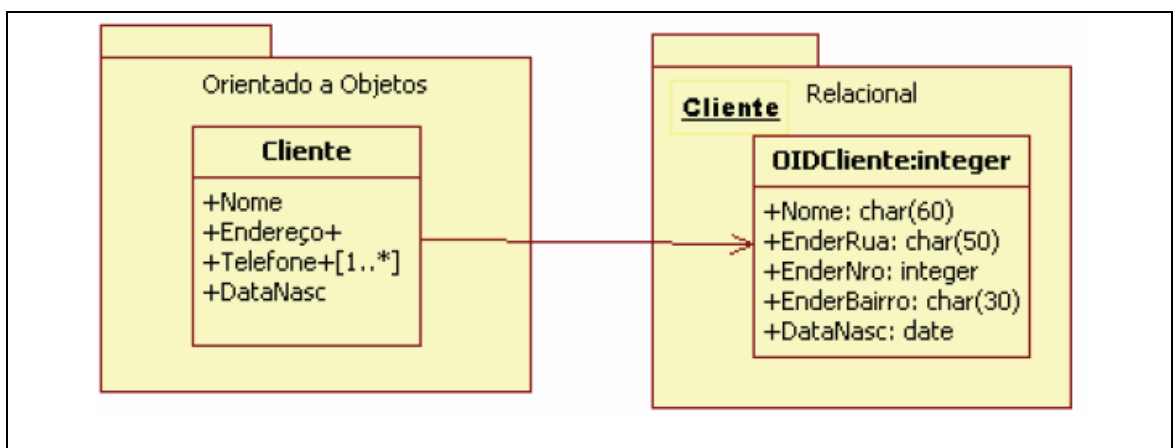 Orientado a Objetos
Cliente
+Nome
+Endereço+
+Telefone+[1..*]
+DataNasc
Relacional
Cliente
OIDCliente:integer
+Nome: char(60)
+EnderRua: char(50)
+EnderNro: integer
+EnderBairro: char(30)
+DataNasc: date